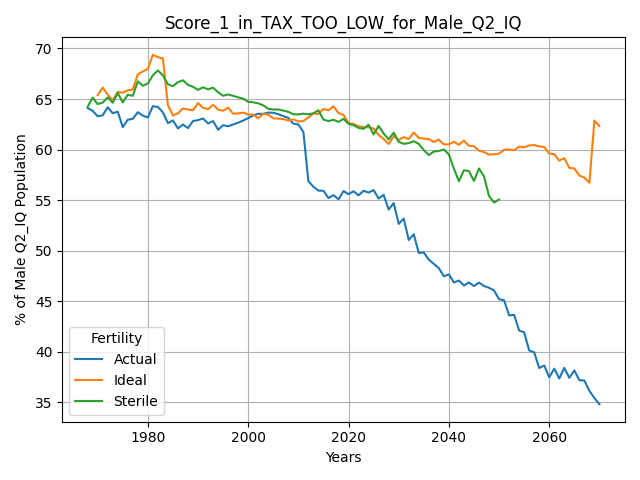 Score_1_in_TAX_TOO_LOW_for_Male_Q2_IQ
% of Male Q2_IQ Population
70
65
60
55
50
45
40
35
Fertility
Actual
Ideal
Sterile
1980
2000
2020
2040
2060
Years